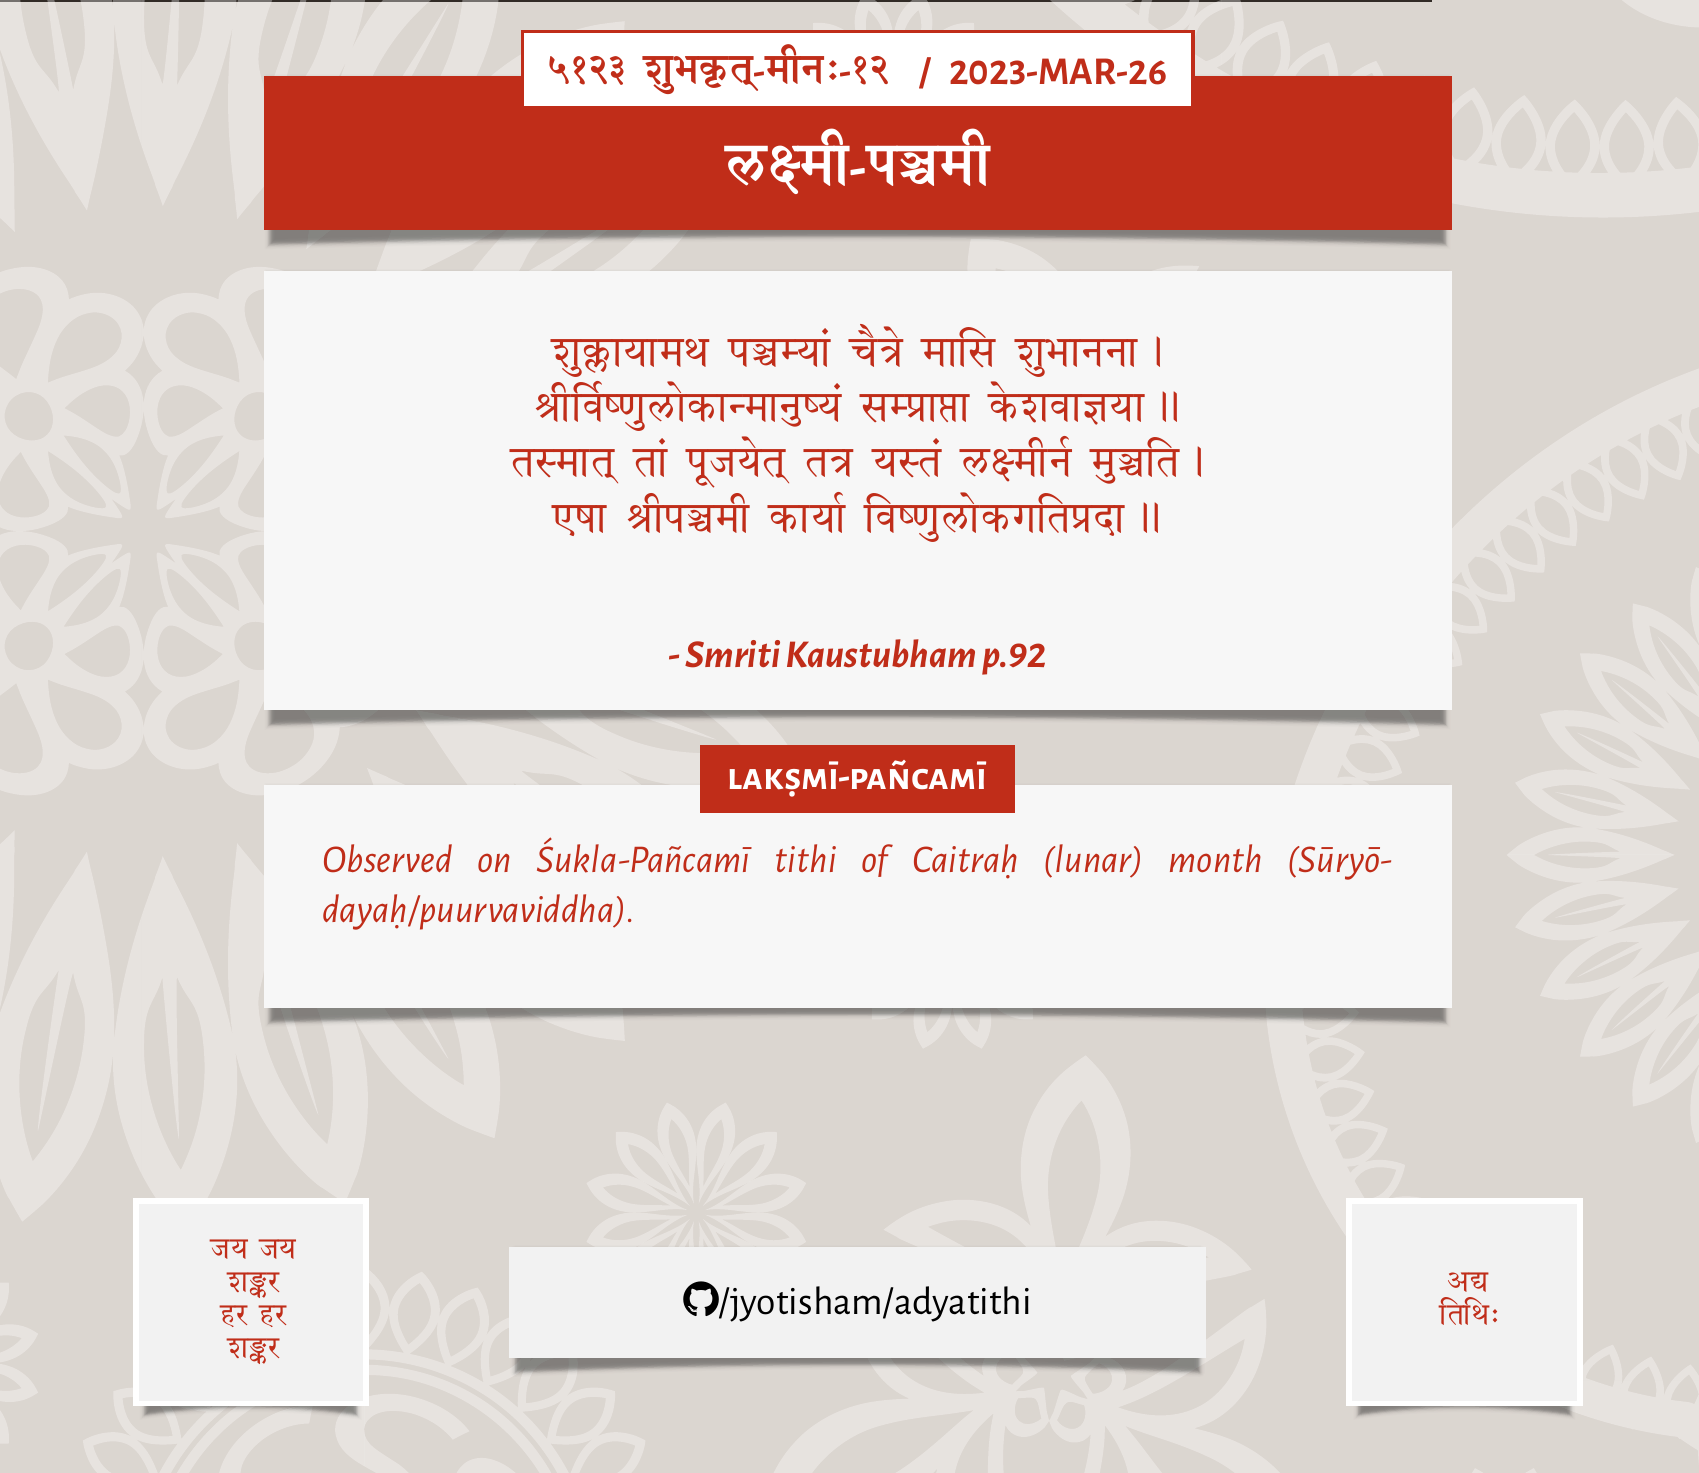 ५१२३ शुभकृत्-मीनः-१२ / 2023-MAR-26
लक्ष्मी-पञ्चमी
शुक्लायामथ पञ्चम्यां चैत्रे मासि शुभानना ।
श्रीर्विष्णुलोकान्मानुष्यं सम्प्राप्ता केशवाज्ञया ॥
तस्मात् तां पूजयेत् तत्र यस्तं लक्ष्मीर्न मुञ्चति ।
एषा श्रीपञ्चमी कार्या विष्णुलोकगतिप्रदा ॥
- Smriti Kaustubham p.92
LAKṢMĪ-PAÑCAMĪ
Observed on Śukla-Pañcamī tithi of Caitraḥ (lunar) month (Sūryō-
dayaḥ/puurvaviddha).
जय जय
शङ्कर
हर हर
शङ्कर
/jyotisham/adyatithi
अद्य
तिथिः